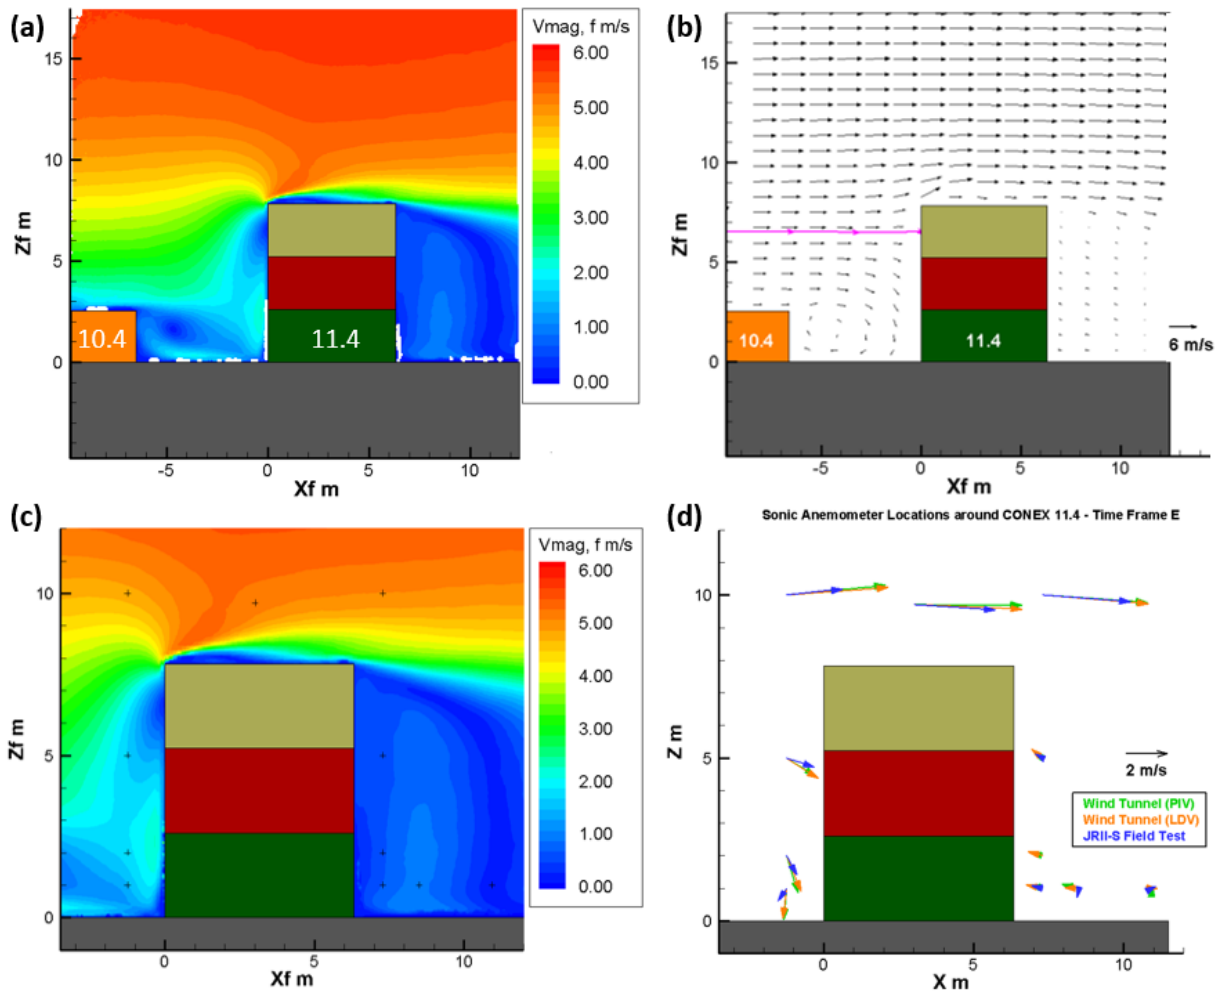 (a)
Vmag, f m/s
6.00
5.00
4.00
3.00
2.00
1.00
0.00
15
10
5
0
Zf m
10.4
11.4
-5
0
5
10
Xf m
(b)
15
10
5
0
Zf m
10.4
11.4
6 m/s
-5
0
5
10
Xf m
(c)
Vmag, f m/s
6.00
5.00
4.00
3.00
2.00
1.00
0.00
10
5
0
Zf m
0
5
10
Xf m
(d)
Sonic Anemometer Locations around CONEX 11.4 - Time Frame E
10
5
0
Z m
2 m/s
Wind Tunnel (PIV)
Wind Tunnel (LDV)
JRII-S Field Test
0
5
10
X m